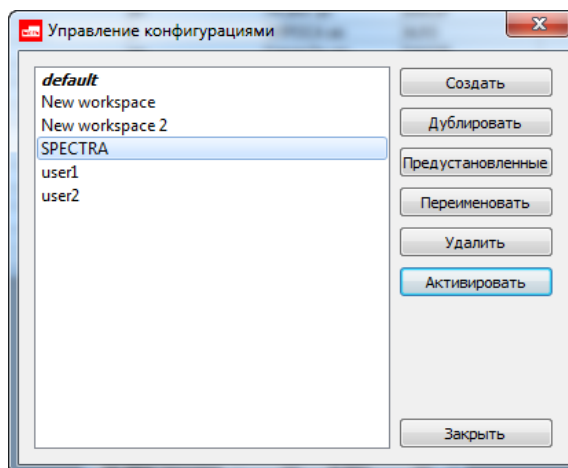 Управление конфигурациями
default
New workspace
New workspace 2
SPECTRA
user1
user2
Создать
Дублировать
Предустановленные
Переименовать
Удалить
Активировать
Закрыть